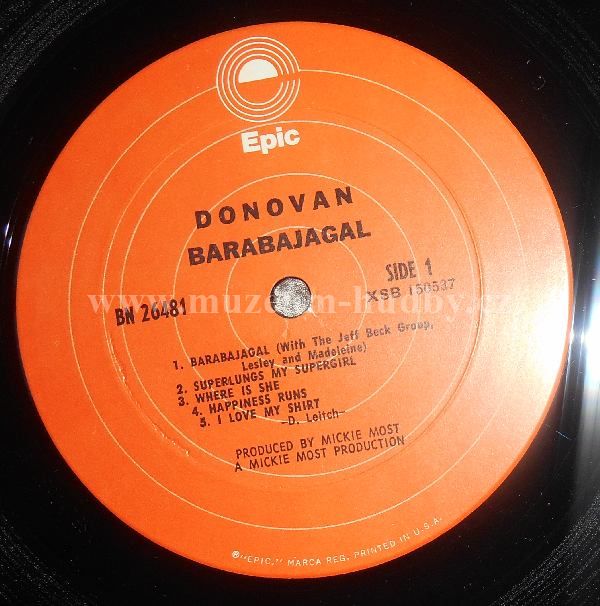 Epic
DONOVAN
BARABAJAGAL
SIDE 1
BN 26481
XSB 150537
www.muzeum-hudby.cz
1. BARABAJAGAL (With The Jeff Beck Group,
Lesley and Madeleine)
2. SUPERLUNGS MY SUPERGIRL
3. WHERE IS SHE
4. HAPPINESS RUNS
5. I LOVE MY SHIRT
-D. Leitch-
PRODUCED BY MICKIE MOST
A MICKIE MOST PRODUCTION
® "EPIC," MARCA REG. PRINTED IN U.S.A.